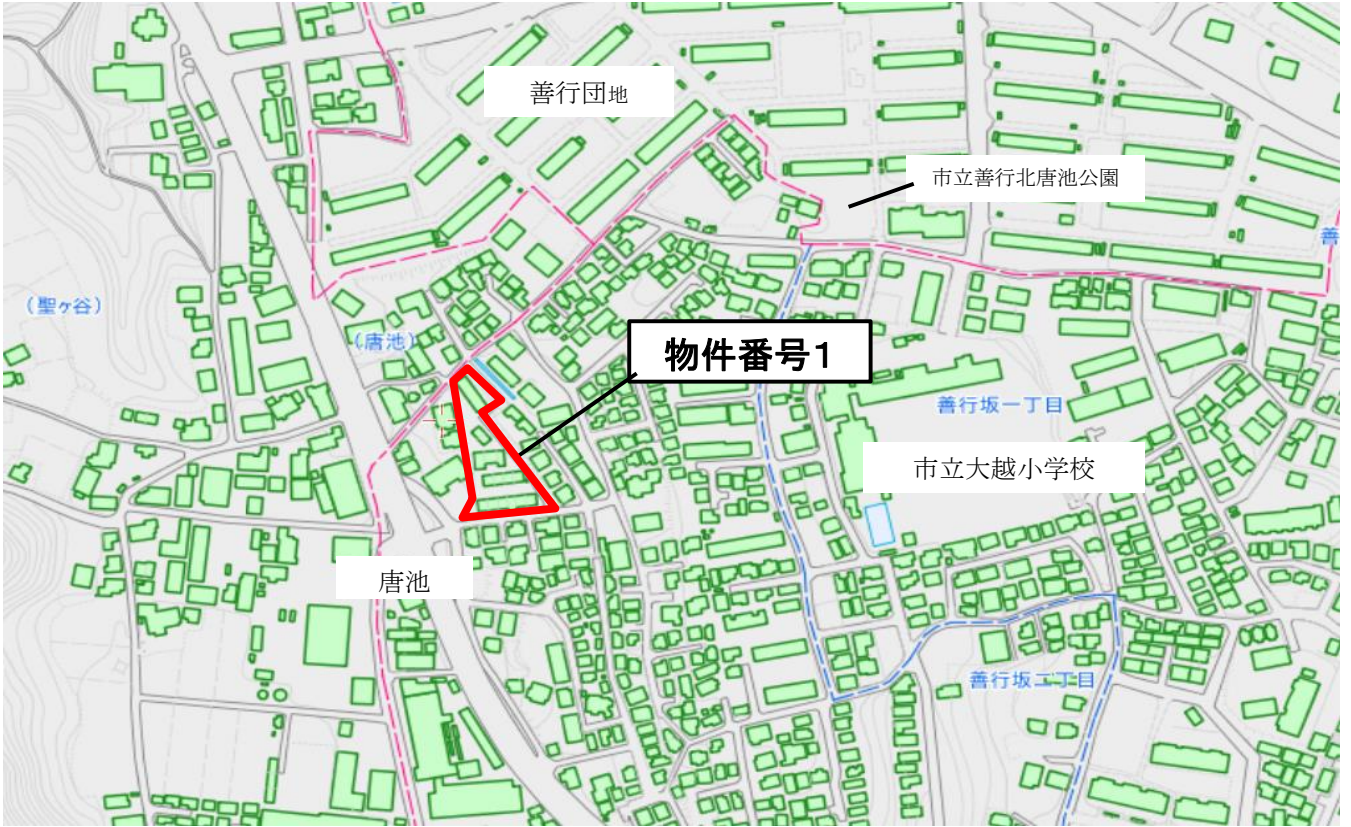 善行団地
市立善行北唐池公園
善
(聖ヶ谷)
(唐池)
物件番号1
善行坂一丁目
市立大越小学校
唐池
善行坂二丁目